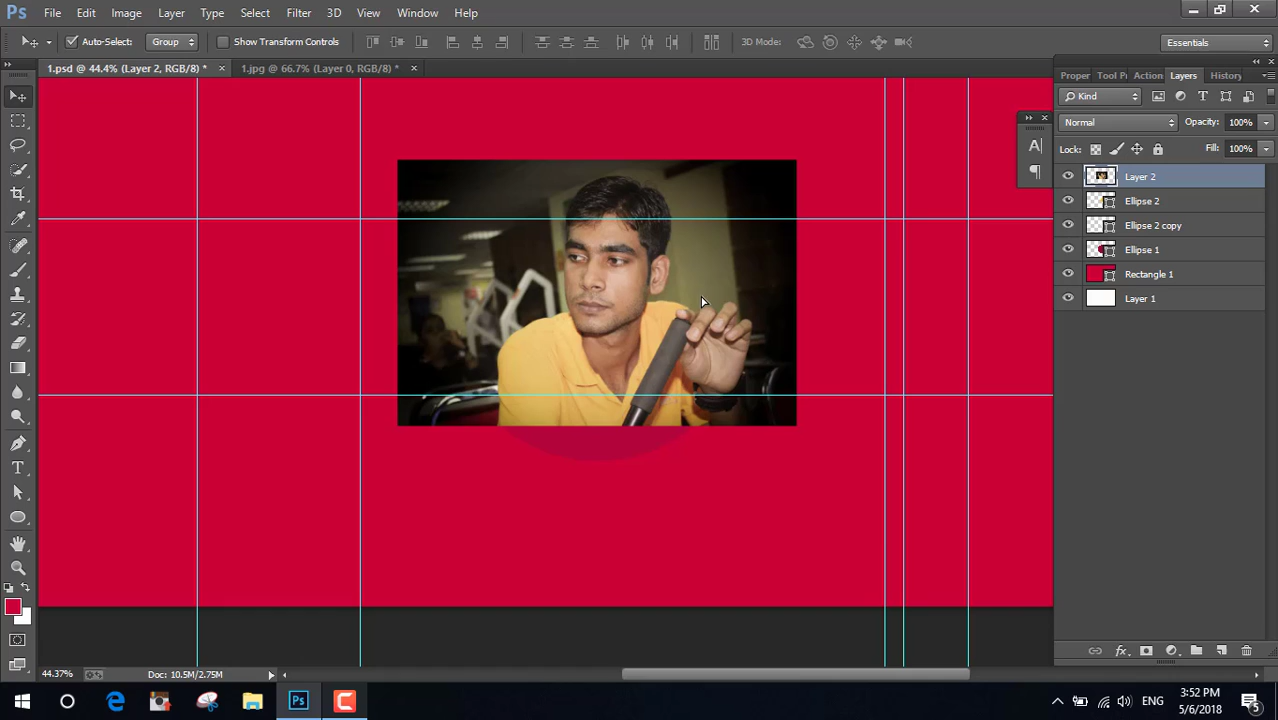 Ps File Edit Image Layer Type Select Filter 3D View Window Help
Auto-Select: Group Show Transform Controls 3D Mode: Essentials
1.psd @ 44.4% (Layer 2, RGB/8) * × 1.jpg @ 66.7% (Layer 0, RGB/8) * ×
Proper Tool Pr Action Layers History
Kind
Normal Opacity: 100%
Lock: Fill: 100%
Layer 2
Ellipse 2
Ellipse 2 copy
Ellipse 1
Rectangle 1
Layer 1
44.37% Doc: 10.5M/2.75M
Ps ENG 3:52 PM
5/6/2018 5